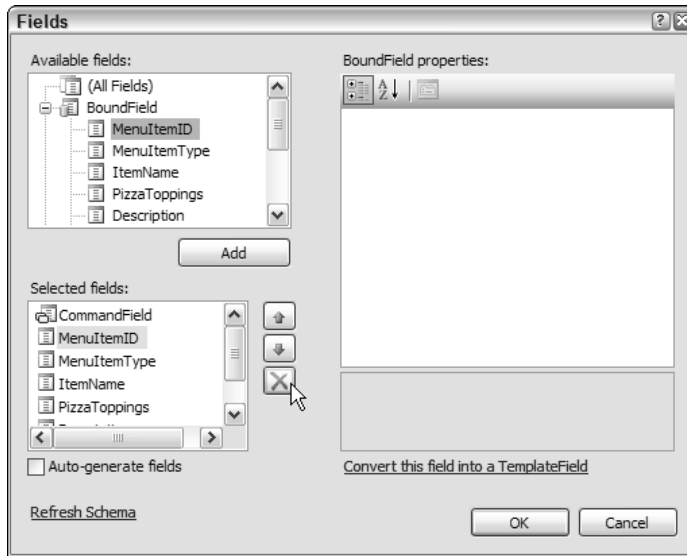 Fields
Available fields:
(All Fields)
BoundField
MenuItemID
MenuItemType
ItemName
PizzaToppings
Description
Add
Selected fields:
CommandField
MenuItemID
MenuItemType
ItemName
PizzaToppings
Auto-generate fields
Refresh Schema
BoundField properties:
A
Z
Convert this field into a TemplateField
OK
Cancel